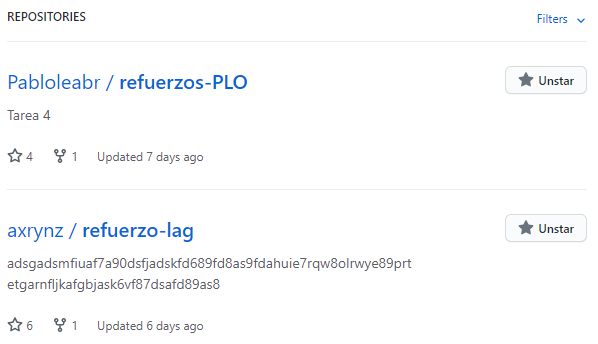 REPOSITORIES Filters
Pabloleabr / refuerzos-PLO Unstar
Tarea 4
4 1 Updated 7 days ago
axrynz / refuerzo-lag Unstar
adsgadsmfiuaf7a90dsfjadskfd689fd8as9fdahuie7rqw8olrwye89prt
etgarnfljkafgbjask6vf87dsafd89as8
6 1 Updated 6 days ago